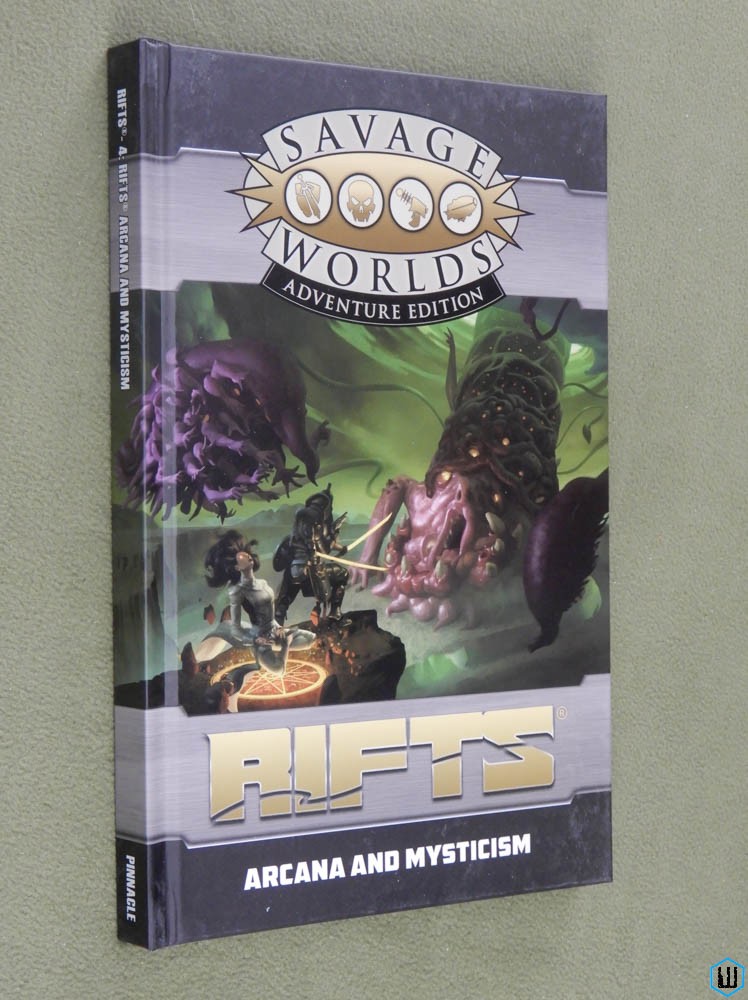 SAVAGE
WORLDS
ADVENTURE EDITION
RIFTS®
ARCANA AND MYSTICISM
RIFTS®· 4: RIFTS® ARCANA AND MYSTICISM
PINNACLE
W